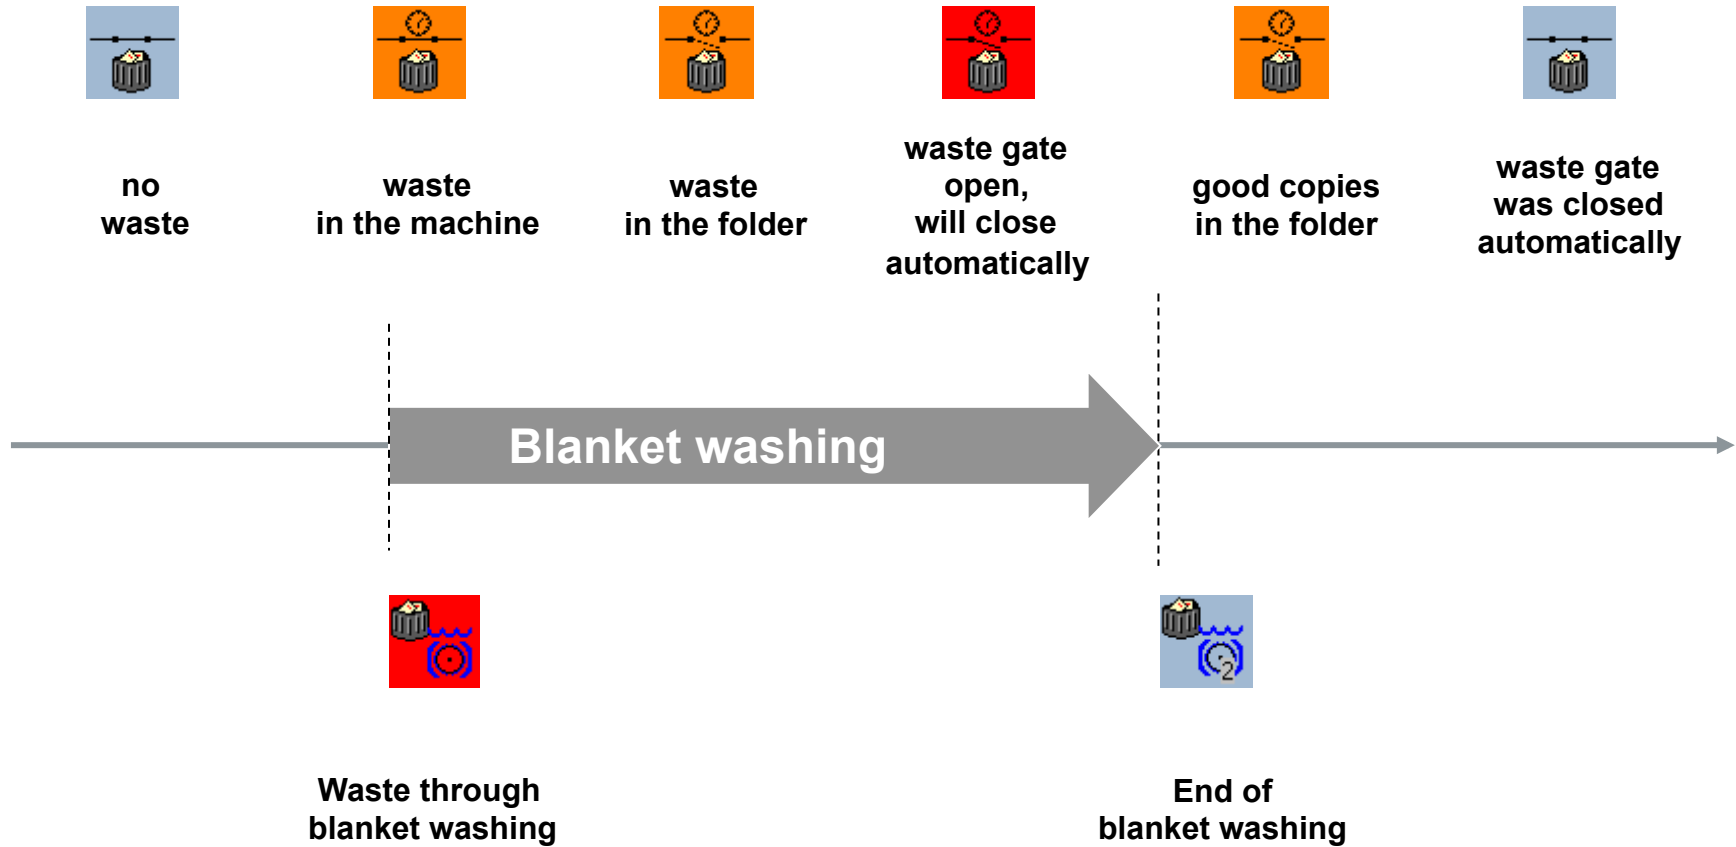 no
waste
waste
in the machine
waste
in the folder
waste gate
open,
will close
automatically
good copies
in the folder
waste gate
was closed
automatically
Blanket washing
2
Waste through
blanket washing
End of
blanket washing